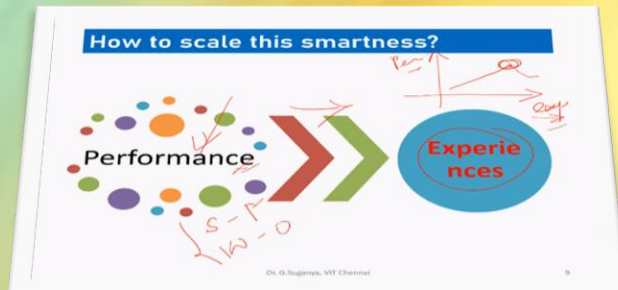 How to scale this smartness?
Per
exp
Performance
Experie
nces
S - P
W - O
Dr. G.Suganya, VIT Chennai
9